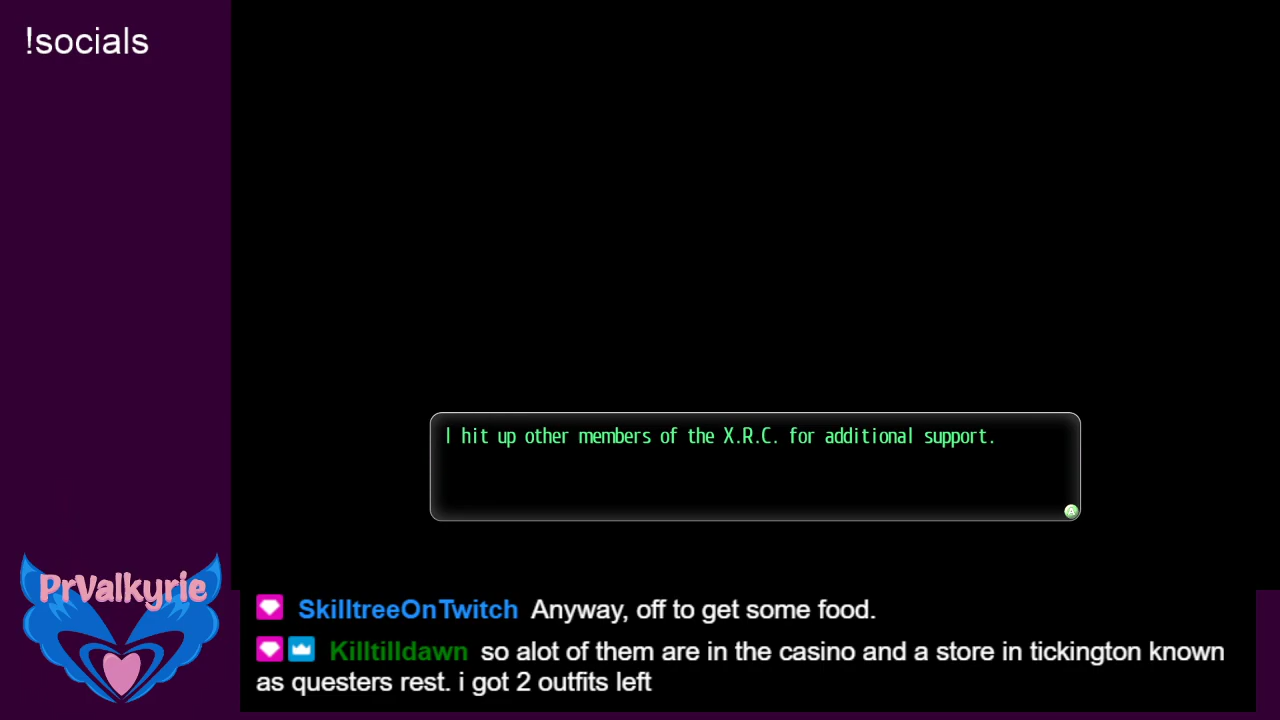 !socials
I hit up other members of the X.R.C. for additional support.
PrValkyrie
SkilltreeOnTwitch Anyway, off to get some food.
Killtilldawn so alot of them are in the casino and a store in tickington known
as questers rest. i got 2 outfits left